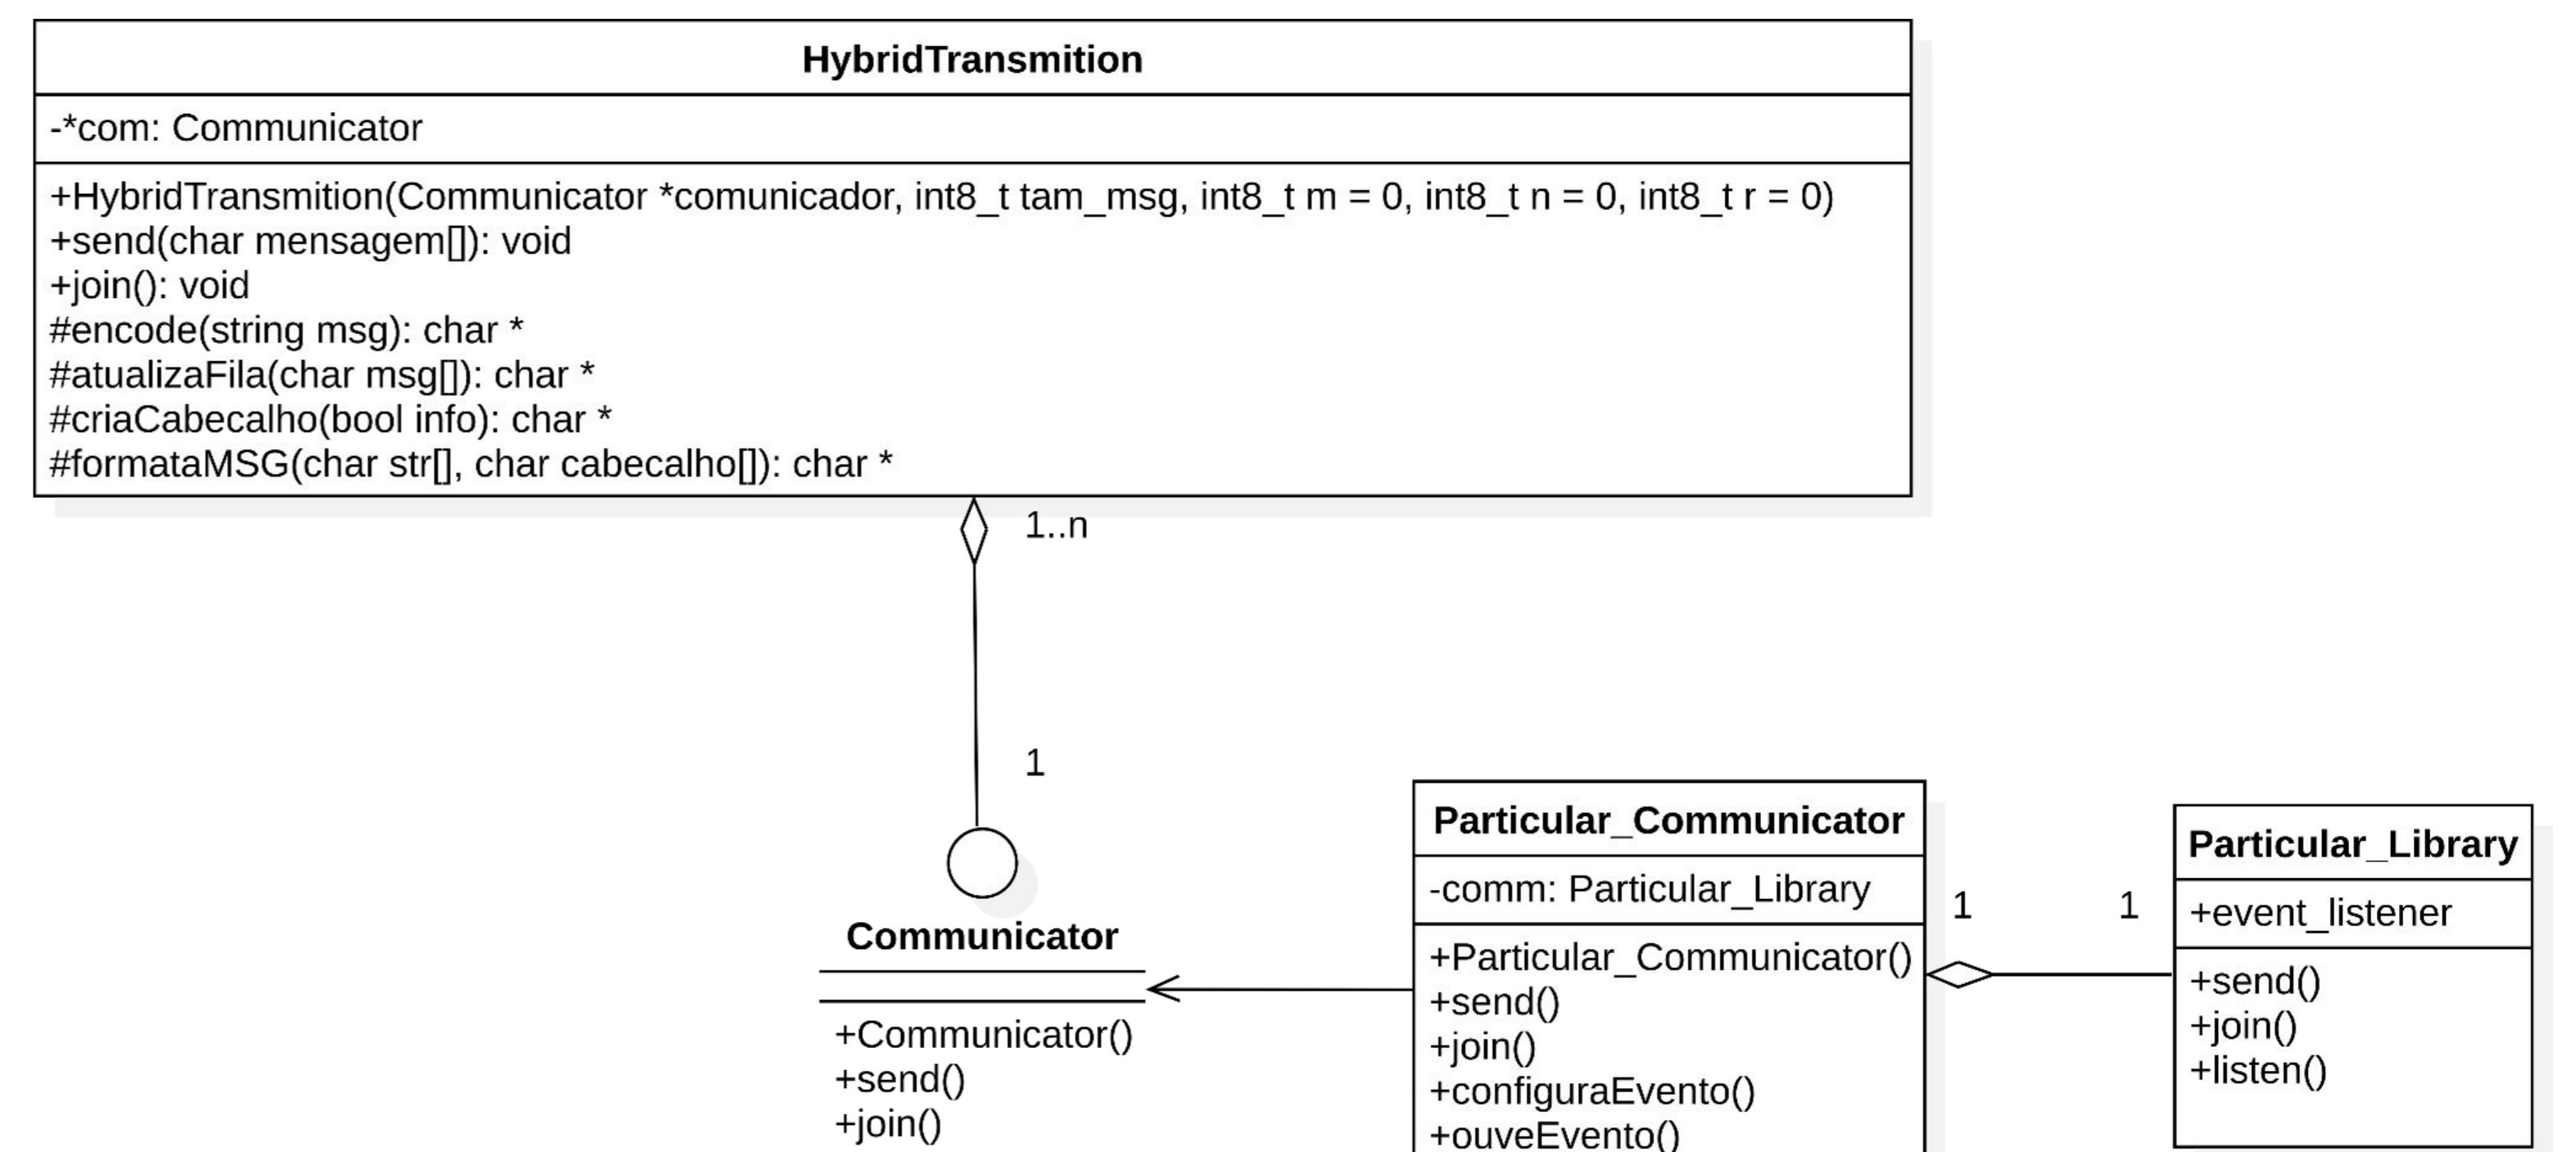 HybridTransmition
-*com: Communicator
+HybridTransmition(Communicator *comunicador, int8_t tam_msg, int8_t m = 0, int8_t n = 0, int8_t r = 0)
+send(char mensagem[]): void
+join(): void
#encode(string msg): char *
#atualizaFila(char msg[]): char *
#criaCabecalho(bool info): char *
#formataMSG(char str[], char cabecalho[]): char *
1..n
1
Communicator
+Communicator()
+send()
+join()
Particular_Communicator
-comm: Particular_Library
+Particular_Communicator()
+send()
+join()
+configuraEvento()
+ouveEvento()
1
1
Particular_Library
+event_listener
+send()
+join()
+listen()